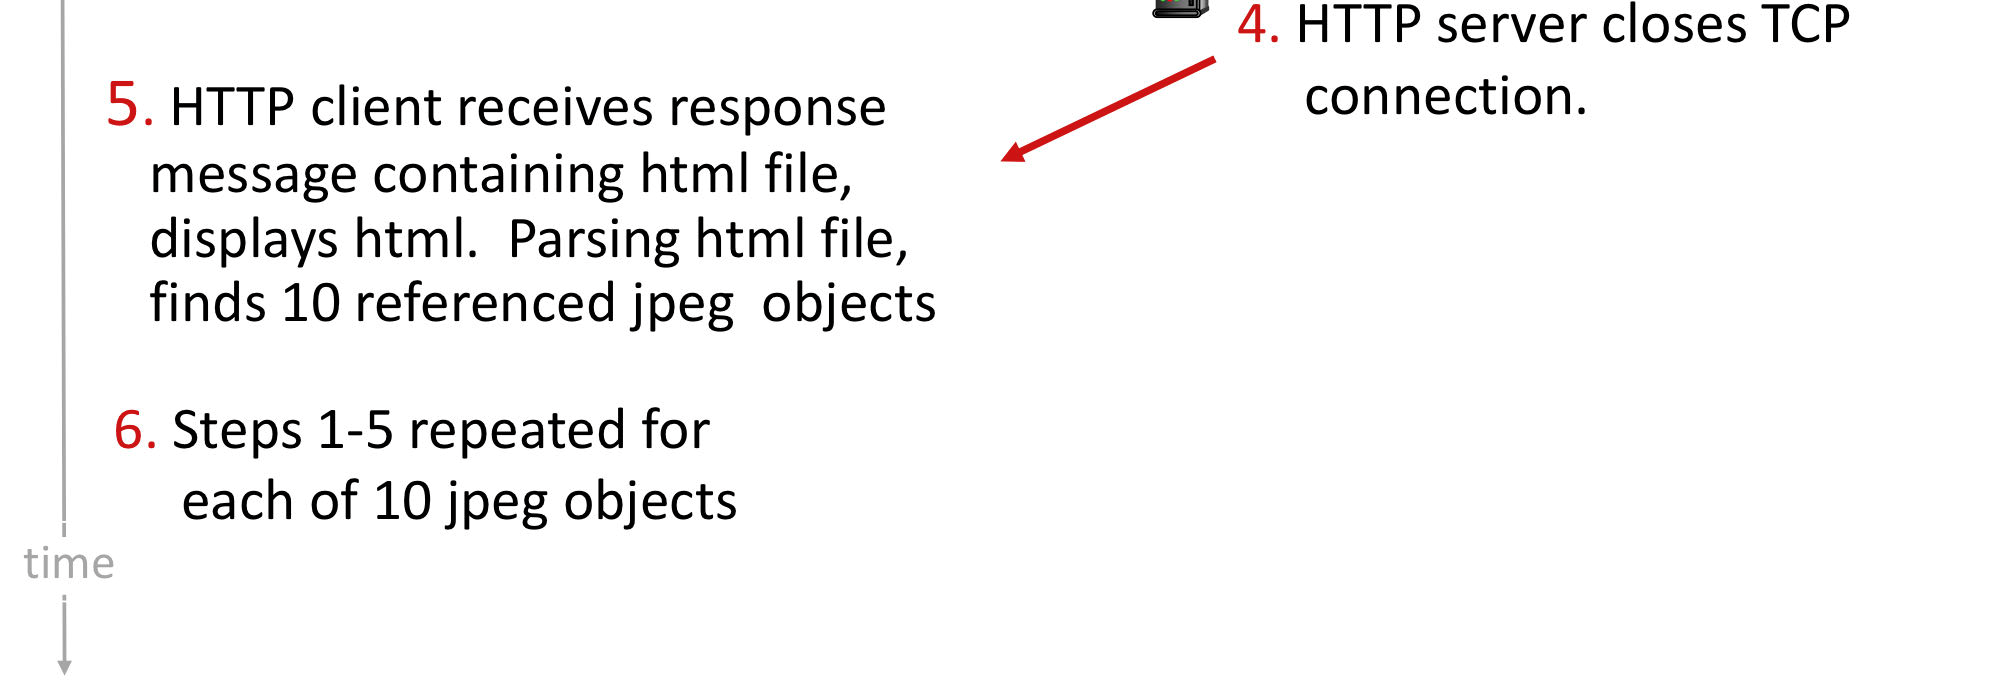 4. HTTP server closes TCP
connection.
5. HTTP client receives response
message containing html file,
displays html.  Parsing html file,
finds 10 referenced jpeg  objects
6. Steps 1-5 repeated for
each of 10 jpeg objects
time